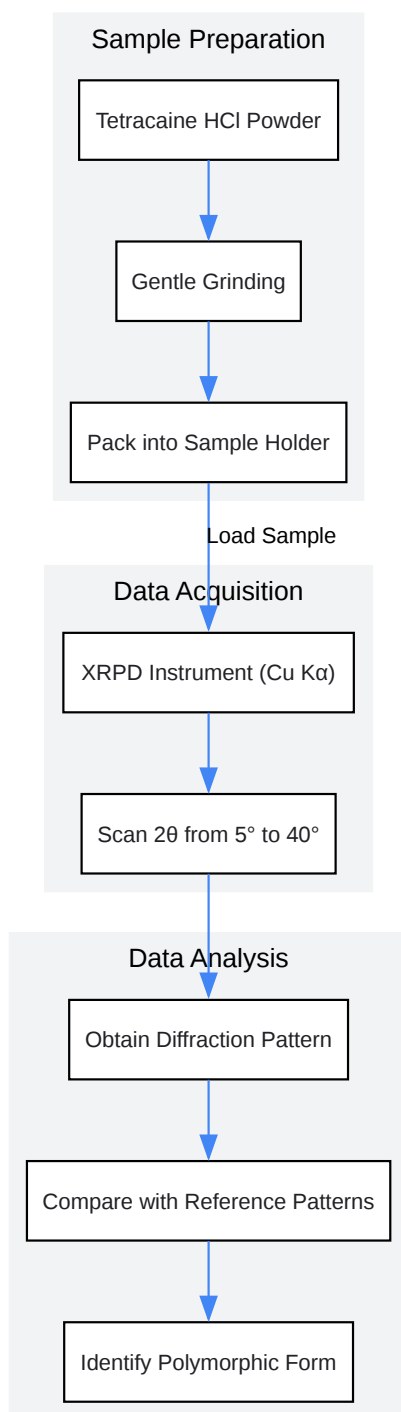 Sample Preparation
Tetracaine HCl Powder
Gentle Grinding
Pack into Sample Holder
Load Sample
Data Acquisition
XRPD Instrument (Cu Kα)
Scan 2θ from 5° to 40°
Data Analysis
Obtain Diffraction Pattern
Compare with Reference Patterns
Identify Polymorphic Form